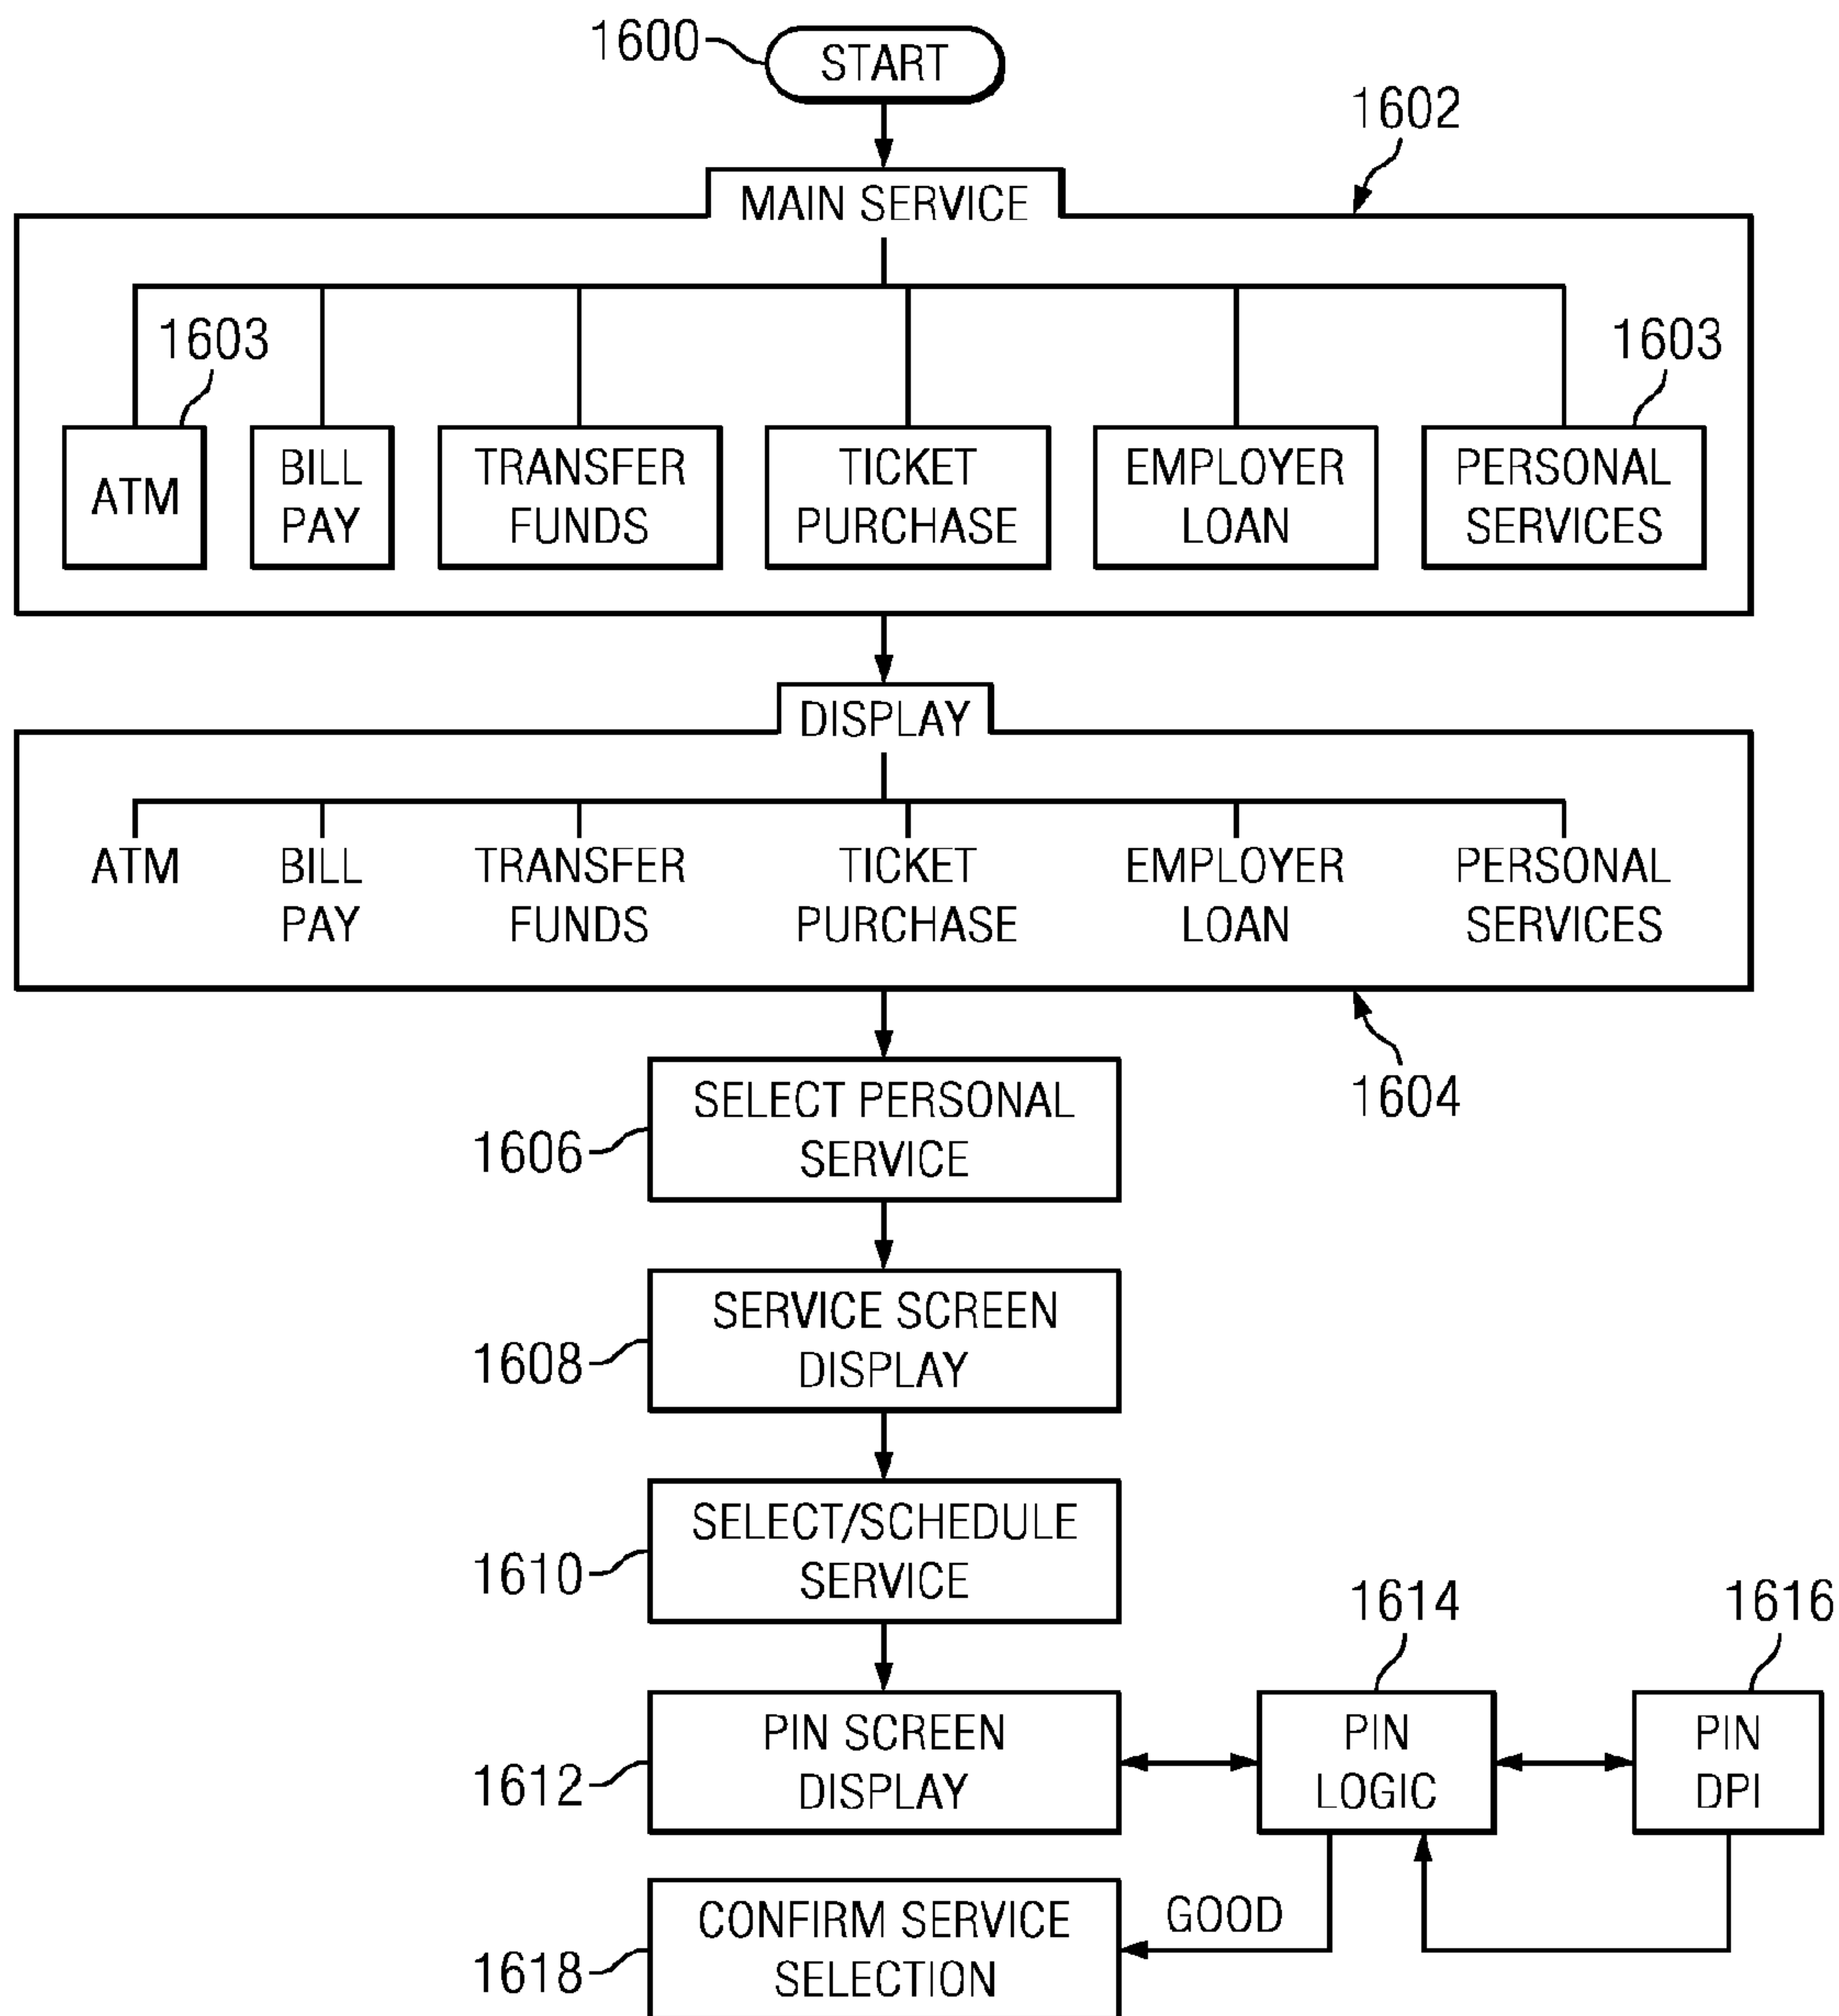 1600
START
1602
MAIN SERVICE
1603
1603
ATM
BILL
PAY
TRANSFER
FUNDS
TICKET
PURCHASE
EMPLOYER
LOAN
PERSONAL
SERVICES
DISPLAY
ATM
BILL
PAY
TRANSFER
FUNDS
TICKET
PURCHASE
EMPLOYER
LOAN
PERSONAL
SERVICES
1604
SELECT PERSONAL
SERVICE
1606
SERVICE SCREEN
DISPLAY
1608
SELECT/SCHEDULE
SERVICE
1610
1614
1616
PIN SCREEN
DISPLAY
1612
PIN
LOGIC
PIN
DPI
GOOD
CONFIRM SERVICE
SELECTION
1618